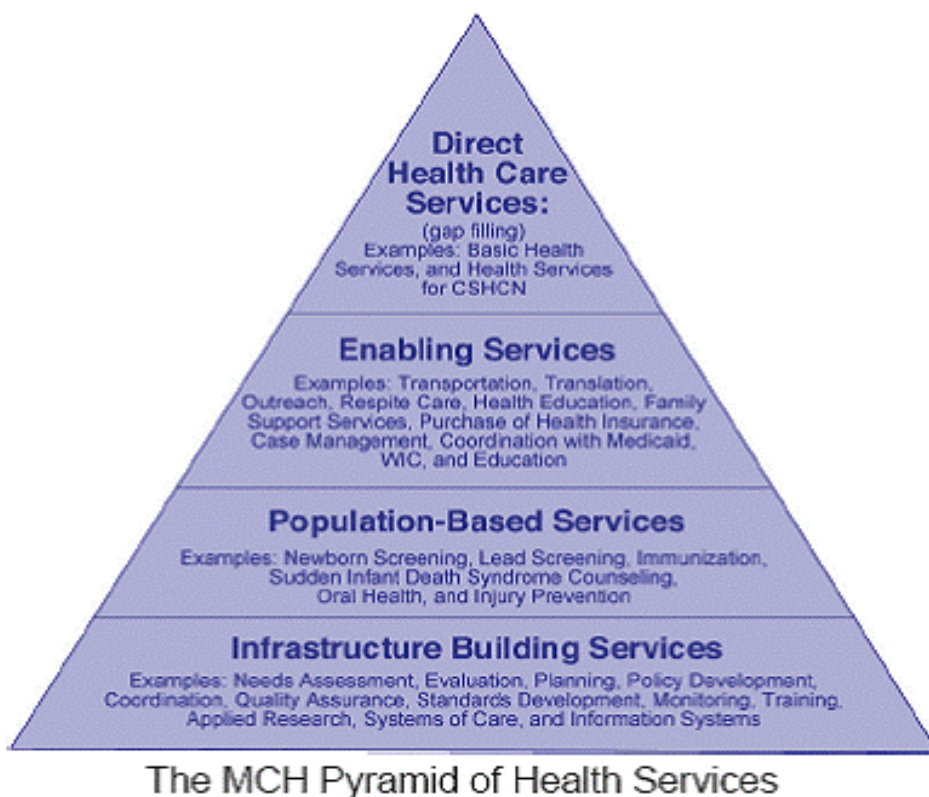 Direct
Health Care
Services:
(gap filling)
Examples: Basic Health
Services, and Health Services
for CSHCN
Enabling Services
Examples: Transportation, Translation,
Outreach, Respite Care, Health Education, Family
Support Services, Purchase of Health Insurance,
Case Management, Coordination with Medicaid,
WIC, and Education
Population-Based Services
Examples: Newborn Screening, Lead Screening, Immunization,
Sudden Infant Death Syndrome Counseling,
Oral Health, and Injury Prevention
Infrastructure Building Services
Examples: Needs Assessment, Evaluation, Planning, Policy Development,
Coordination, Quality Assurance, Standards Development, Monitoring, Training,
Applied Research, Systems of Care, and Information Systems
The MCH Pyramid of Health Services